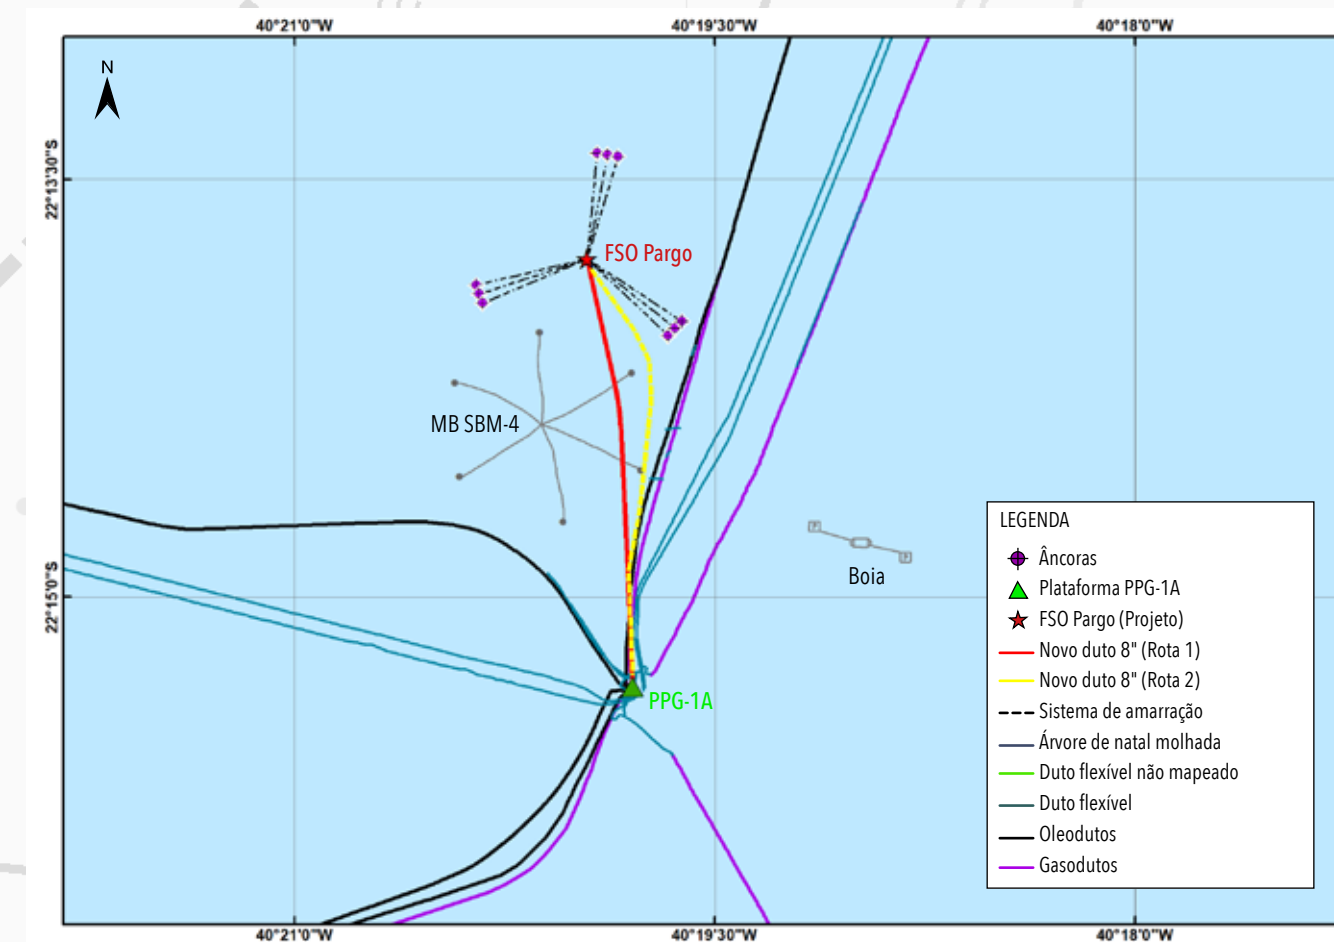 40°21'0"W
40°19'30"W
40°18'0"W
N
22°13'30"S
FSO Pargo
MB SBM-4
Boia
22°15'0"S
PPG-1A
LEGENDA
Âncoras
Plataforma PPG-1A
FSO Pargo (Projeto)
Novo duto 8" (Rota 1)
Novo duto 8" (Rota 2)
Sistema de amarração
Árvore de natal molhada
Duto flexível não mapeado
Duto flexível
Oleodutos
Gasodutos
40°21'0"W
40°19'30"W
40°18'0"W